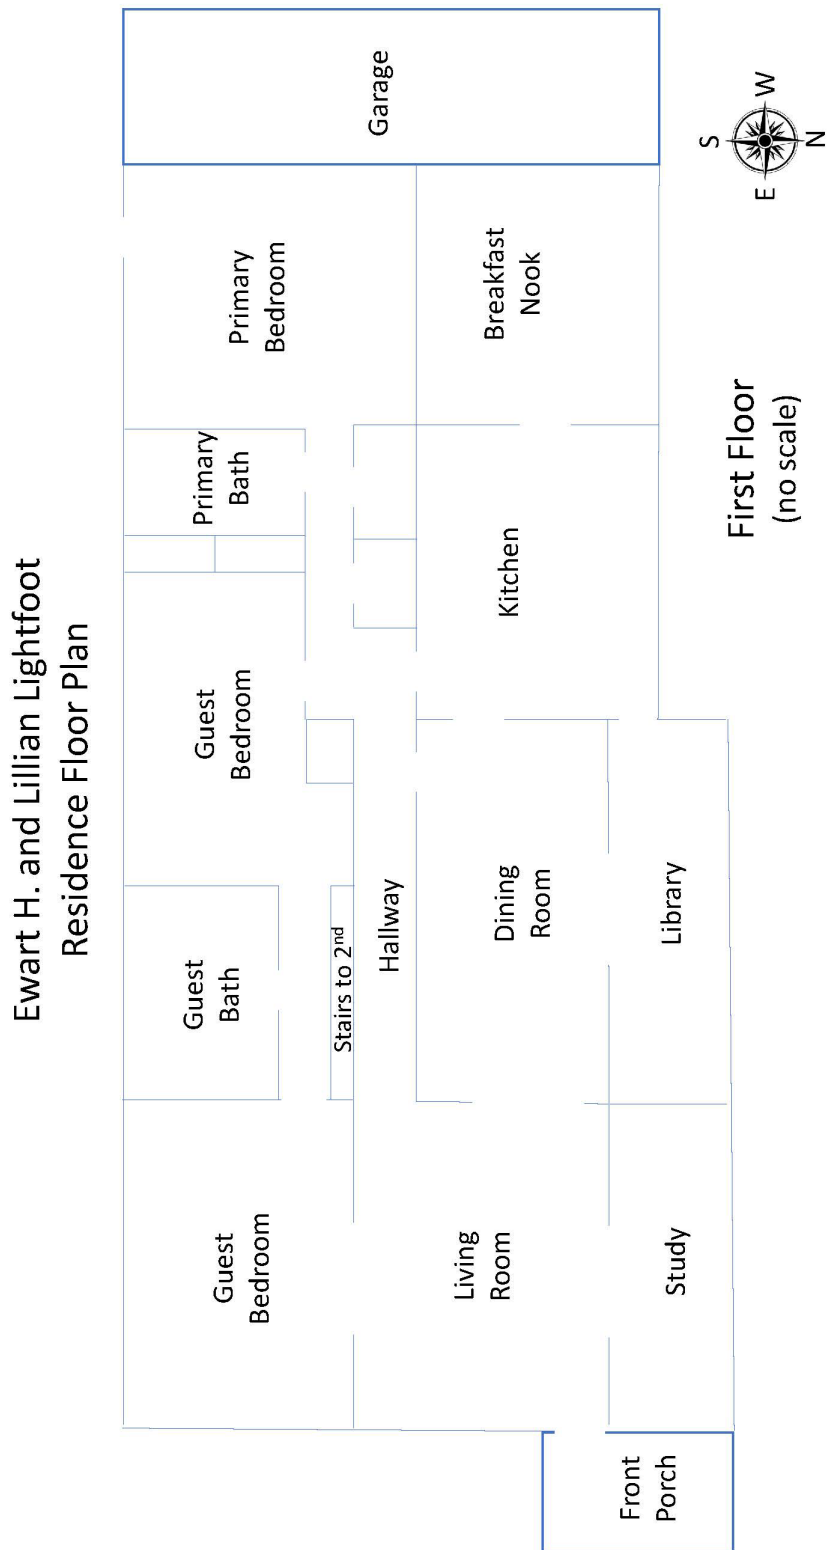 Ewart H. and Lillian Lightfoot
Residence Floor Plan
Guest
Bedroom
Guest
Bath
Guest
Bedroom
Primary
Bath
Primary
Bedroom
Stairs to 2nd
Hallway
Garage
Living
Room
Dining
Room
Kitchen
Breakfast
Nook
Front
Porch
Study
Library
First Floor
(no scale)
S
E
W
N